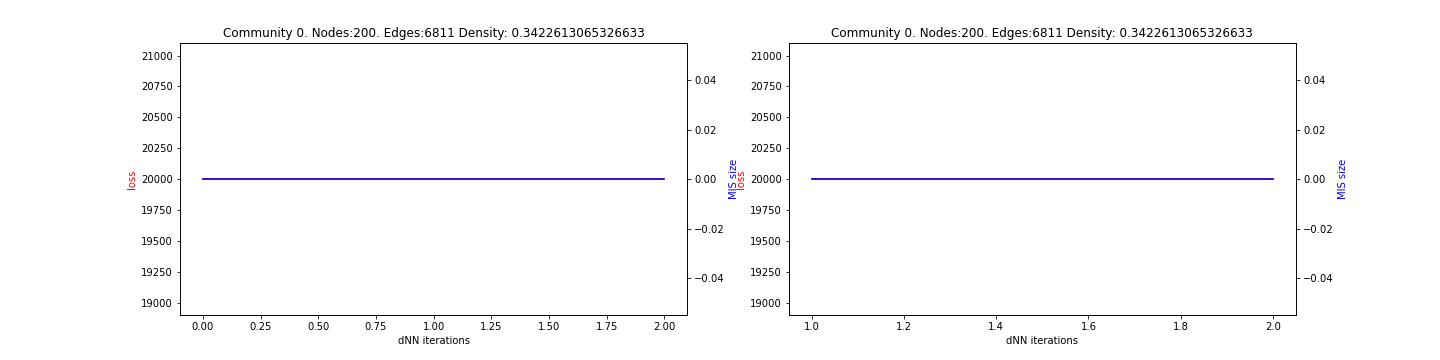 Community 0. Nodes:200. Edges:6811 Density: 0.3422613065326633
21000
20750
20500
20250
20000
19750
19500
19250
19000
loss
0.04
0.02
0.00
−0.02
−0.04
MIS size
0.00 0.25 0.50 0.75 1.00 1.25 1.50 1.75 2.00
dNN iterations
Community 0. Nodes:200. Edges:6811 Density: 0.3422613065326633
21000
20750
20500
20250
20000
19750
19500
19250
19000
loss
0.04
0.02
0.00
−0.02
−0.04
MIS size
1.0 1.2 1.4 1.6 1.8 2.0
dNN iterations